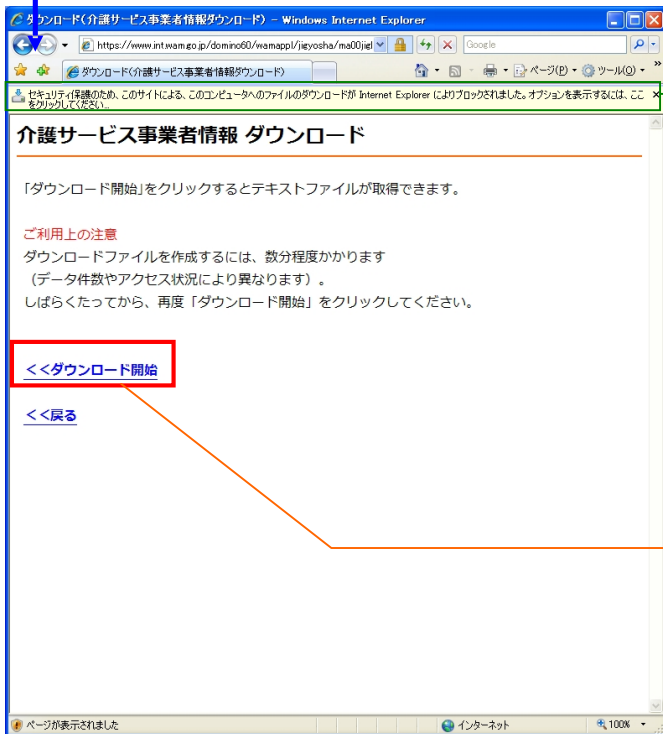 ダウンロード(介護サービス事業者情報ダウンロード) - Windows Internet Explorer
https://www.int.wam.go.jp/domino60/wamappl/jigyosha/ma00jigl
Google
ダウンロード(介護サービス事業者情報ダウンロード)
ページ(P)
ツール(O)
セキュリティ保護のため、このサイトによる、このコンピュータへのファイルのダウンロードが Internet Explorer によりブロックされました。オプションを表示するには、ここ
をクリックしてください...
介護サービス事業者情報 ダウンロード
「ダウンロード開始」をクリックするとテキストファイルが取得できます。
ご利用上の注意
ダウンロードファイルを作成するには、数分程度かかります
（データ件数やアクセス状況により異なります）。
しばらくたってから、再度「ダウンロード開始」をクリックしてください。
<<ダウンロード開始
<<戻る
ページが表示されました
インターネット
100%